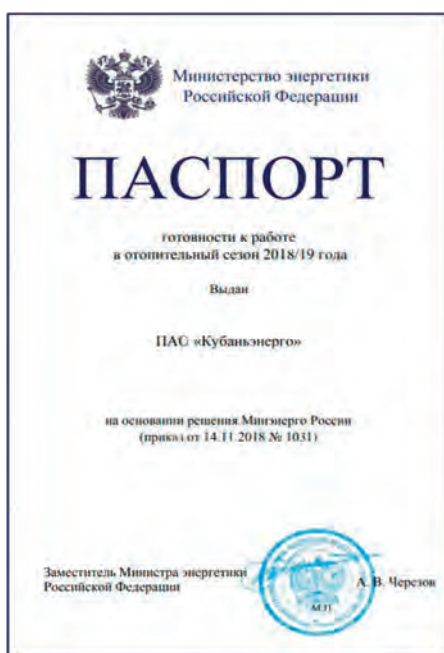 Министерство энергетики
Российской Федерации
ПАСПОРТ
готовности к работе
в отопительный сезон 2018/19 года
Выдан
ПАО «Кубаньэнерго»
на основании решения Минэнерго России
(приказ от 14.11.2018 № 1031)
Заместитель Министра энергетики
Российской Федерации
А. В. Черезов
М.П.